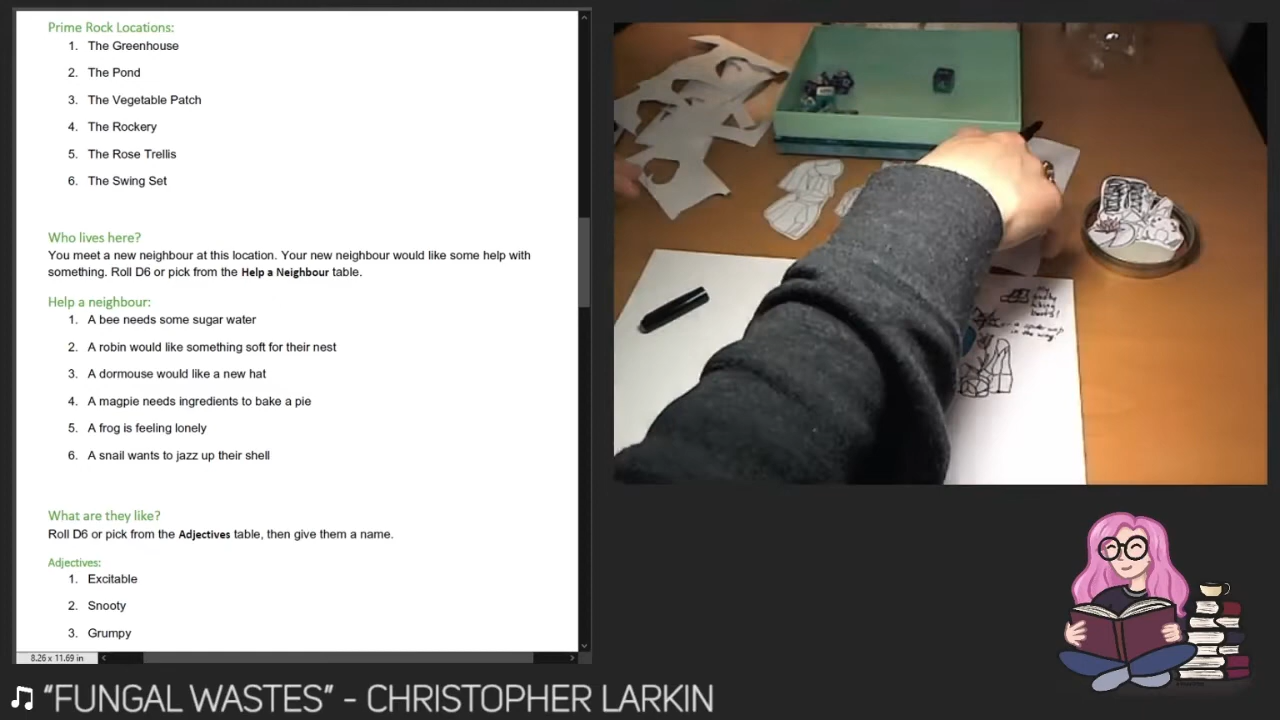 Prime Rock Locations:
1. The Greenhouse
2. The Pond
3. The Vegetable Patch
4. The Rockery
5. The Rose Trellis
6. The Swing Set
Who lives here?
You meet a new neighbour at this location. Your new neighbour would like some help with
something. Roll D6 or pick from the Help a Neighbour table.
Help a neighbour:
1. A bee needs some sugar water
2. A robin would like something soft for their nest
3. A dormouse would like a new hat
4. A magpie needs ingredients to bake a pie
5. A frog is feeling lonely
6. A snail wants to jazz up their shell
What are they like?
Roll D6 or pick from the Adjectives table, then give them a name.
Adjectives:
1. Excitable
2. Snooty
3. Grumpy
8.26 x 11.69 in
My
hiking
boots!
in the way
"FUNGAL WASTES" - CHRISTOPHER LARKIN